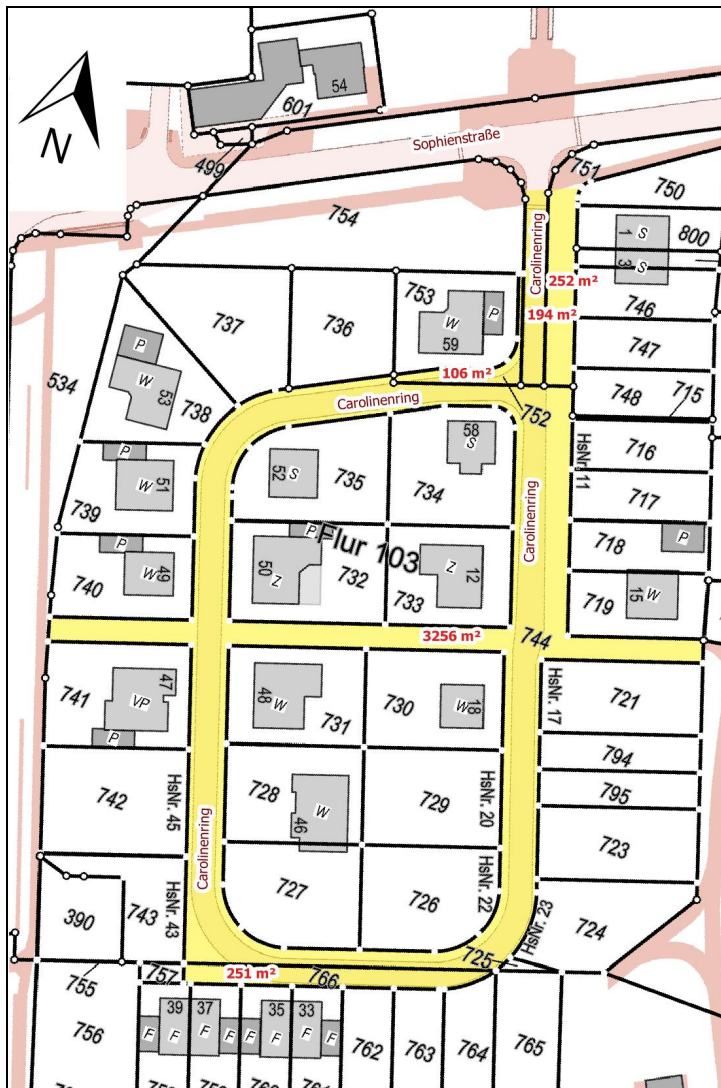 54
601
499
Sophienstraße
751
750
754
N
Carolinenring
1
S
800
3
S
252 m²
753
746
194 m²
737
736
W
P
59
747
534
P
W
53
738
106 m²
752
748
715
Carolinenring
58
S
716
HsNr. 11
P
W
51
52
S
735
734
717
739
P
Flur 103
Carolinenring
718
P
P
W
49
50
Z
732
Z
12
740
733
719
15
W
3256 m²
744
741
47
VP
P
48
W
731
730
W
18
HsNr. 17
721
794
742
HsNr. 45
728
W
46
729
HsNr. 20
795
Carolinenring
723
390
743
HsNr. 43
727
726
HsNr. 22
HsNr. 23
724
725
755
757
251 m²
766
756
39
37
35
33
F
F
F
F
F
F
F
762
763
764
765